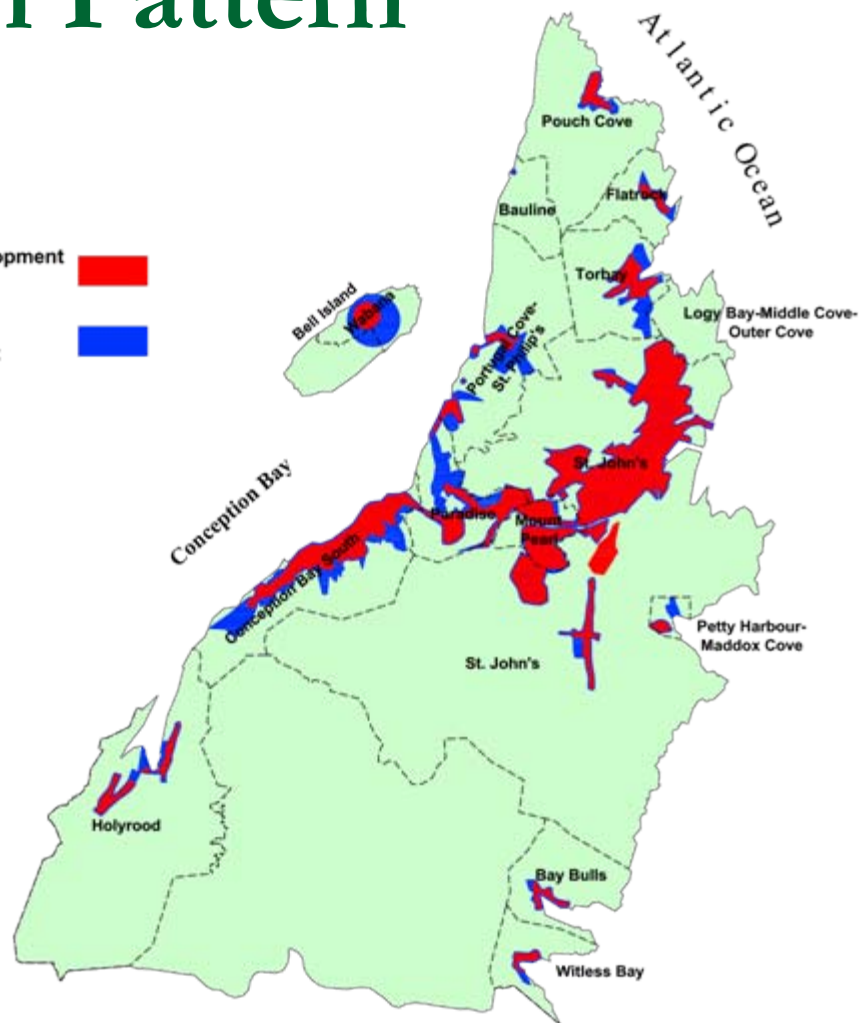 Pattern
Atlantic Ocean
Pouch Cove
Flatrock
Bauline
Torbay
Bell Island
Wabana
Logy Bay-Middle Cove-
Outer Cove
Portugal Cove-
St. Philip's
St. John's
Conception Bay
Paradise
Mount
Pearl
Conception Bay South
Petty Harbour-
Maddox Cove
St. John's
Holyrood
Bay Bulls
Witless Bay